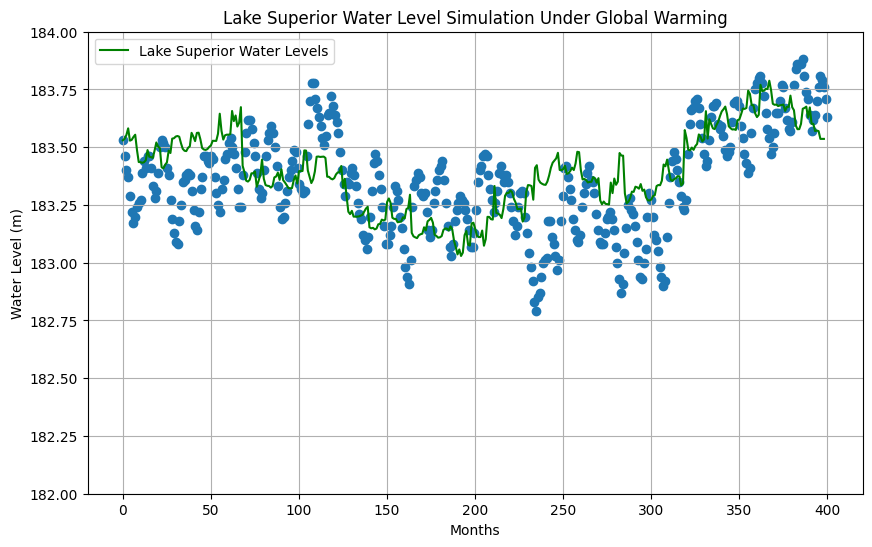 Lake Superior Water Level Simulation Under Global Warming
Lake Superior Water Levels
Water Level (m)
184.00
183.75
183.50
183.25
183.00
182.75
182.50
182.25
182.00
0 50 100 150 200 250 300 350 400
Months